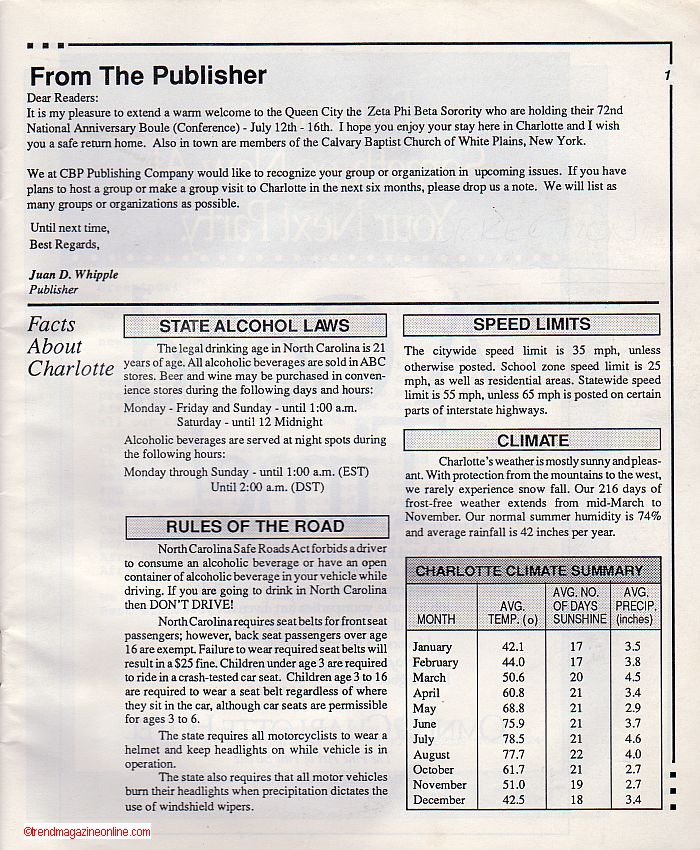 1
From The Publisher
Dear Readers:
It is my pleasure to extend a warm welcome to the Queen City the Zeta Phi Beta Sorority who are holding their 72nd
National Anniversary Boule (Conference) - July 12th - 16th. I hope you enjoy your stay here in Charlotte and I wish
you a safe return home. Also in town are members of the Calvary Baptist Church of White Plains, New York.
We at CBP Publishing Company would like to recognize your group or organization in upcoming issues. If you have
plans to host a group or make a group visit to Charlotte in the next six months, please drop us a note. We will list as
many groups or organizations as possible.
Until next time,
Best Regards,
Juan D. Whipple
Publisher
Facts
About
Charlotte
STATE ALCOHOL LAWS
The legal drinking age in North Carolina is 21
years of age. All alcoholic beverages are sold in ABC
stores. Beer and wine may be purchased in conven-
ience stores during the following days and hours:
Monday - Friday and Sunday - until 1:00 a.m.
Saturday - until 12 Midnight
Alcoholic beverages are served at night spots during
the following hours:
Monday through Sunday - until 1:00 a.m. (EST)
Until 2:00 a.m. (DST)
RULES OF THE ROAD
North Carolina Safe Roads Act forbids a driver
to consume an alcoholic beverage or have an open
container of alcoholic beverage in your vehicle while
driving. If you are going to drink in North Carolina
then DON'T DRIVE!
North Carolina requires seat belts for front seat
passengers; however, back seat passengers over age
16 are exempt. Failure to wear required seat belts will
result in a $25 fine. Children under age 3 are required
to ride in a crash-tested car seat. Children age 3 to 16
are required to wear a seat belt regardless of where
they sit in the car, although car seats are permissible
for ages 3 to 6.
The state requires all motorcyclists to wear a
helmet and keep headlights on while vehicle is in
operation.
The state also requires that all motor vehicles
burn their headlights when precipitation dictates the
use of windshield wipers.
SPEED LIMITS
The citywide speed limit is 35 mph, unless
otherwise posted. School zone speed limit is 25
mph, as well as residential areas. Statewide speed
limit is 55 mph, unless 65 mph is posted on certain
parts of interstate highways.
CLIMATE
Charlotte's weather is mostly sunny and pleas-
ant. With protection from the mountains to the west,
we rarely experience snow fall. Our 216 days of
frost-free weather extends from mid-March to
November. Our normal summer humidity is 74%
and average rainfall is 42 inches per year.
CHARLOTTE CLIMATE SUMMARY
MONTH AVG. TEMP. (o) AVG. NO. OF DAYS SUNSHINE AVG. PRECIP. (inches)
January 42.1 17 3.5
February 44.0 17 3.8
March 50.6 20 4.5
April 60.8 21 3.4
May 68.8 21 2.9
June 75.9 21 3.7
July 78.5 21 4.6
August 77.7 22 4.0
October 61.7 21 2.7
November 51.0 19 2.7
December 42.5 18 3.4
©trendmagazineonline.com